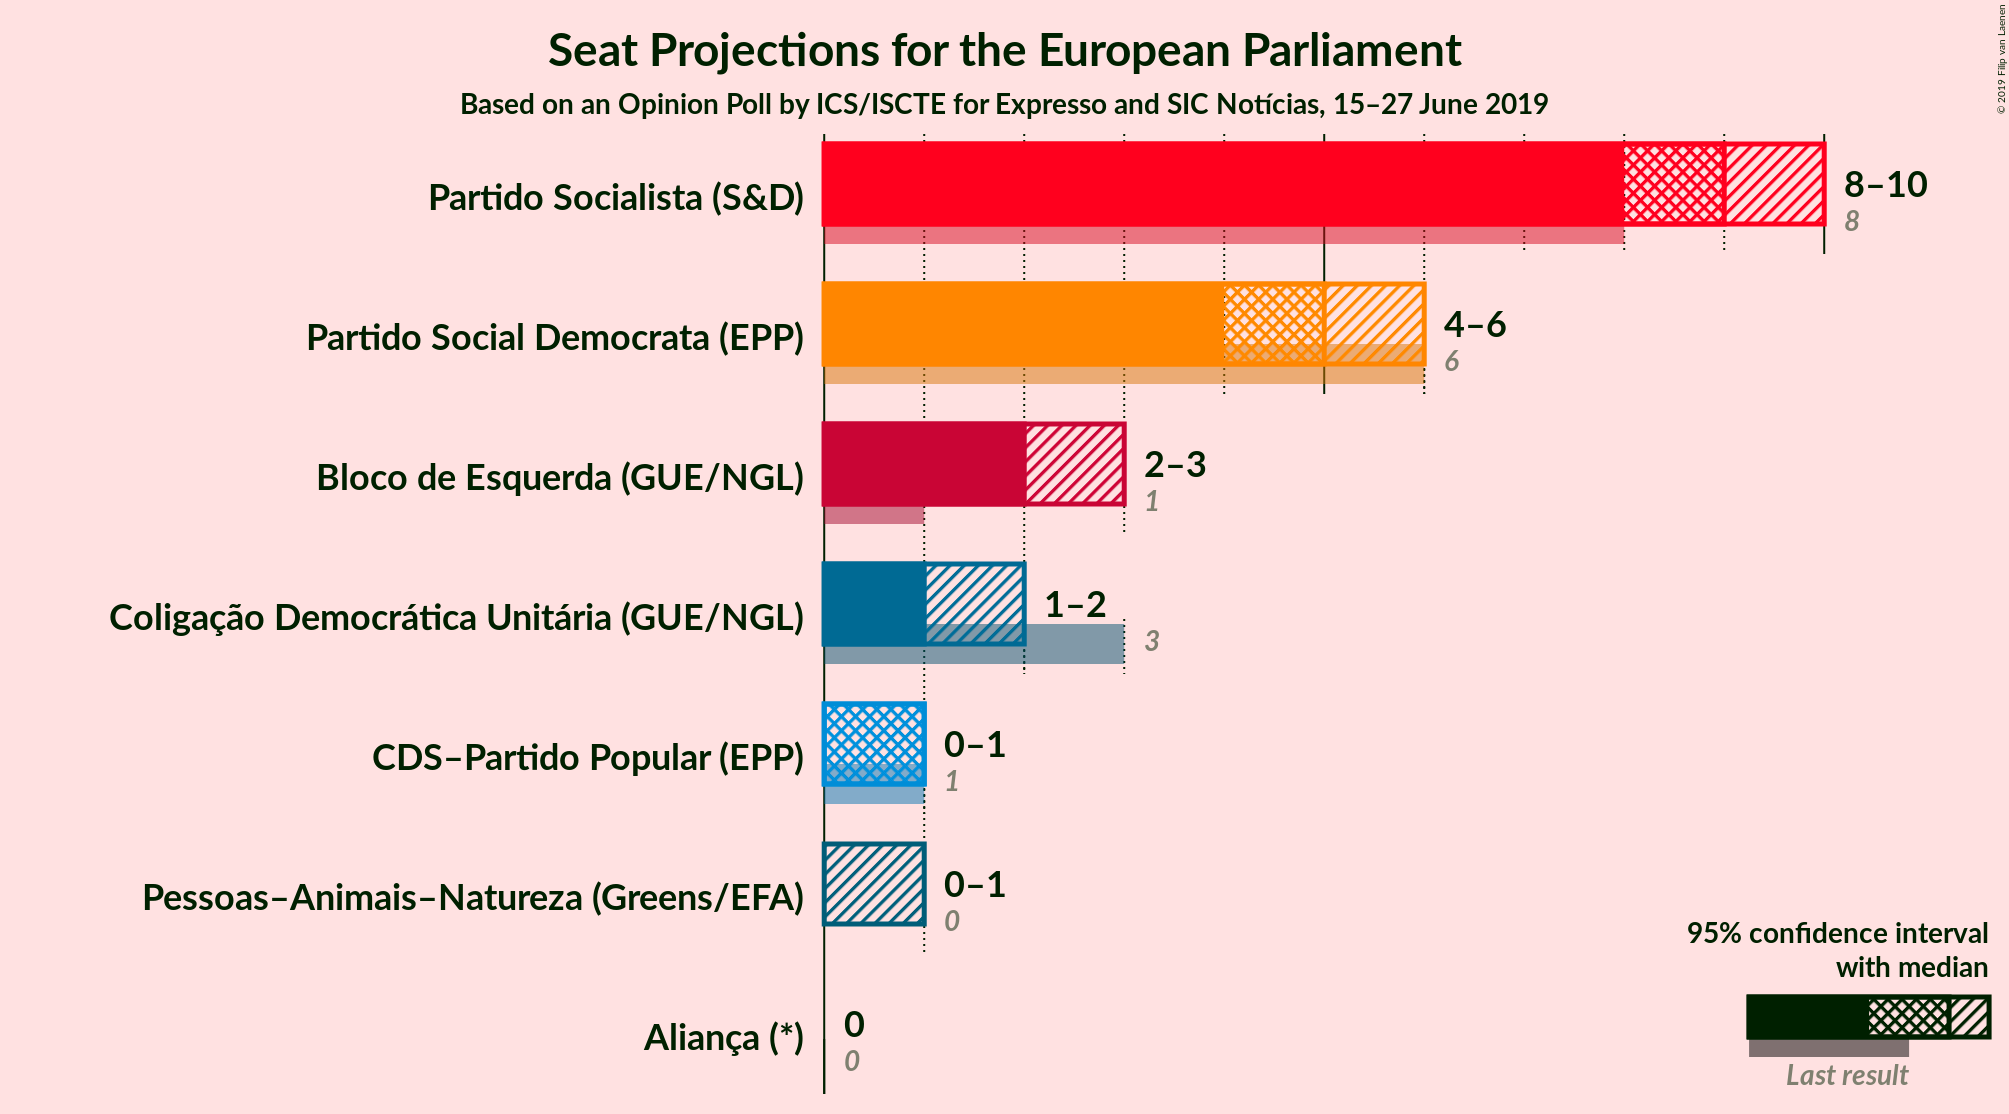 Seat Projections for the European Parliament
Based on an Opinion Poll by ICS/ISCTE for Expresso and SIC Notícias, 15–27 June 2019
© 2019 Filip van Laenen
Partido Socialista (S&D)
8–10
8
Partido Social Democrata (EPP)
4–6
6
Bloco de Esquerda (GUE/NGL)
2–3
1
Coligação Democrática Unitária (GUE/NGL)
1–2
3
CDS–Partido Popular (EPP)
0–1
1
Pessoas–Animais–Natureza (Greens/EFA)
0–1
0
Aliança (*)
0
0
95% confidence interval
with median
Last result